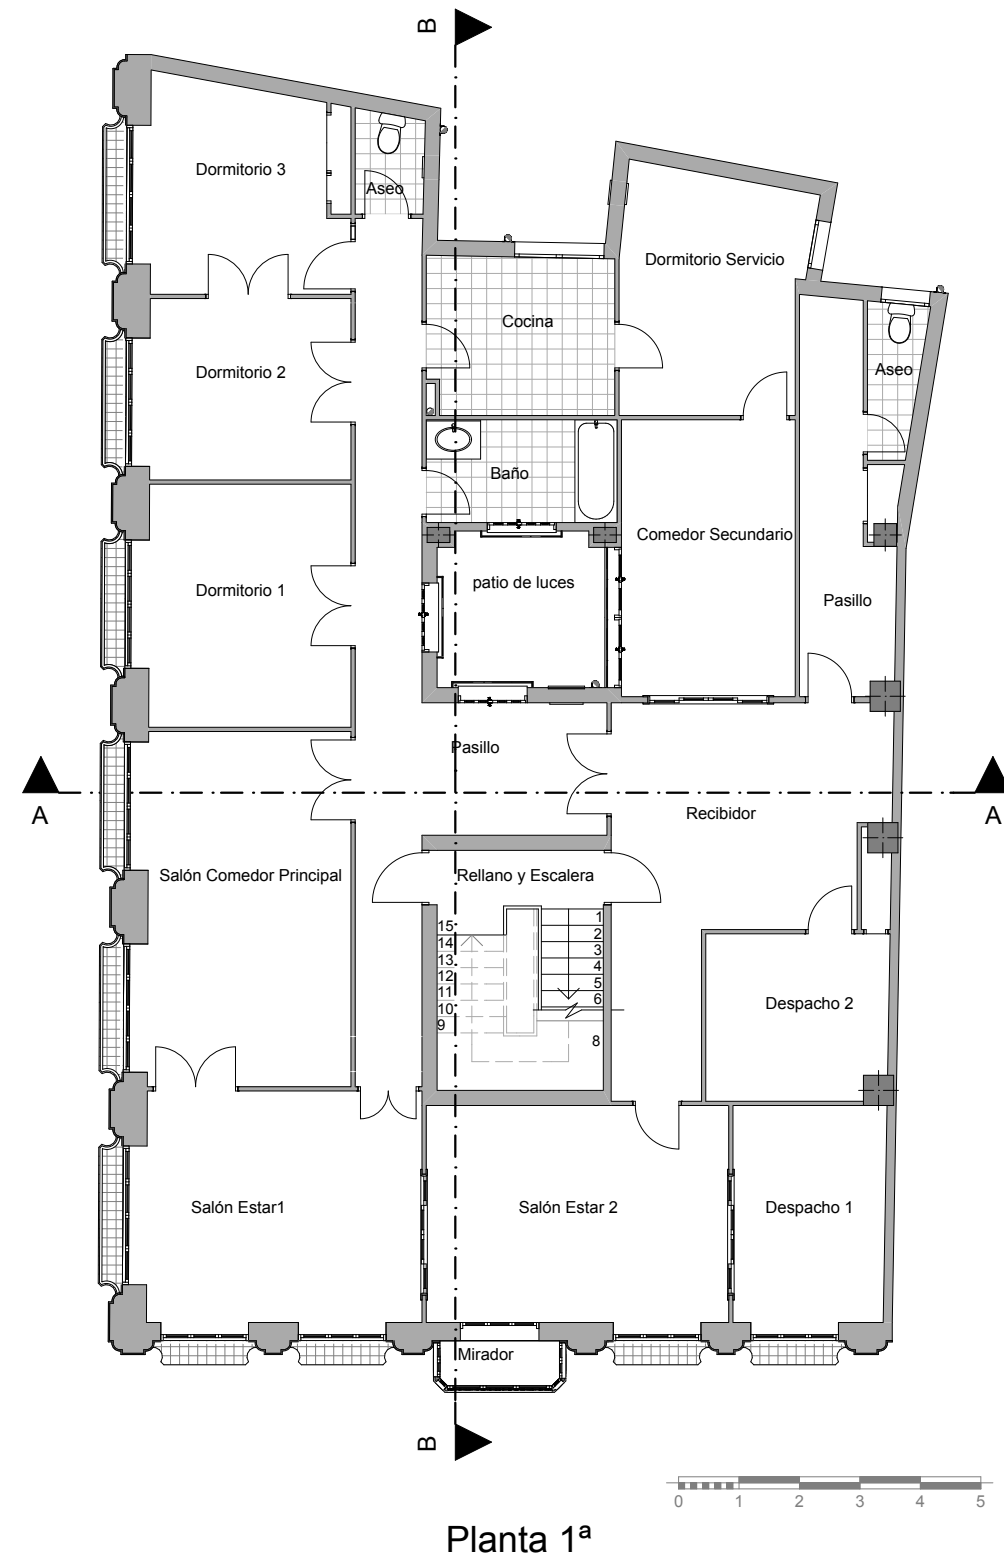 B
Dormitorio 3
Aseo
Dormitorio Servicio
Cocina
Dormitorio 2
Aseo
Baño
Comedor Secundario
patio de luces
Dormitorio 1
Pasillo
Pasillo
A
A
Recibidor
Salón Comedor Principal
Rellano y Escalera
15
14
13
12
11
10
9
1
2
3
4
5
6
8
Despacho 2
Salón Estar1
Salón Estar 2
Despacho 1
Mirador
B
0 1 2 3 4 5
Planta 1ª